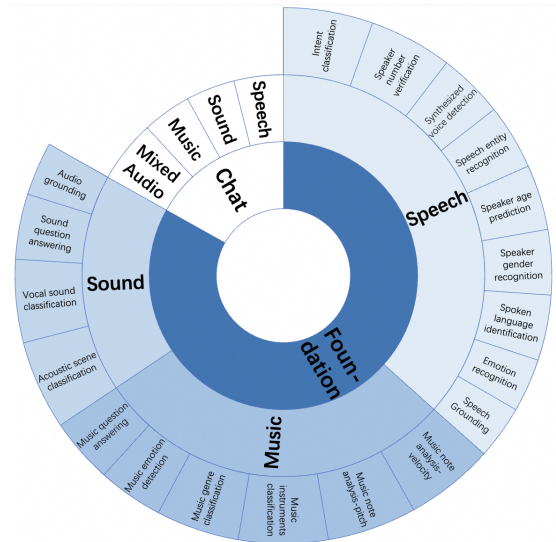 Intent
classification
Speaker
number
verification
Synthesized
voice detection
Speech entity
recognition
Speaker age
prediction
Speaker
gender
recognition
Spoken
language
identification
Emotion
recognition
Speech
Grounding
Speech
Music note
analysis-
velocity
Music note
analysis-pitch
Music
instruments
classification
Music genre
classification
Music emotion
detection
Music question
answering
Music
Acoustic scene
classification
Vocal sound
classification
Sound
question
answering
Audio
grounding
Sound
Foun-
dation
Mixed
Audio
Music
Sound
Speech
Chat